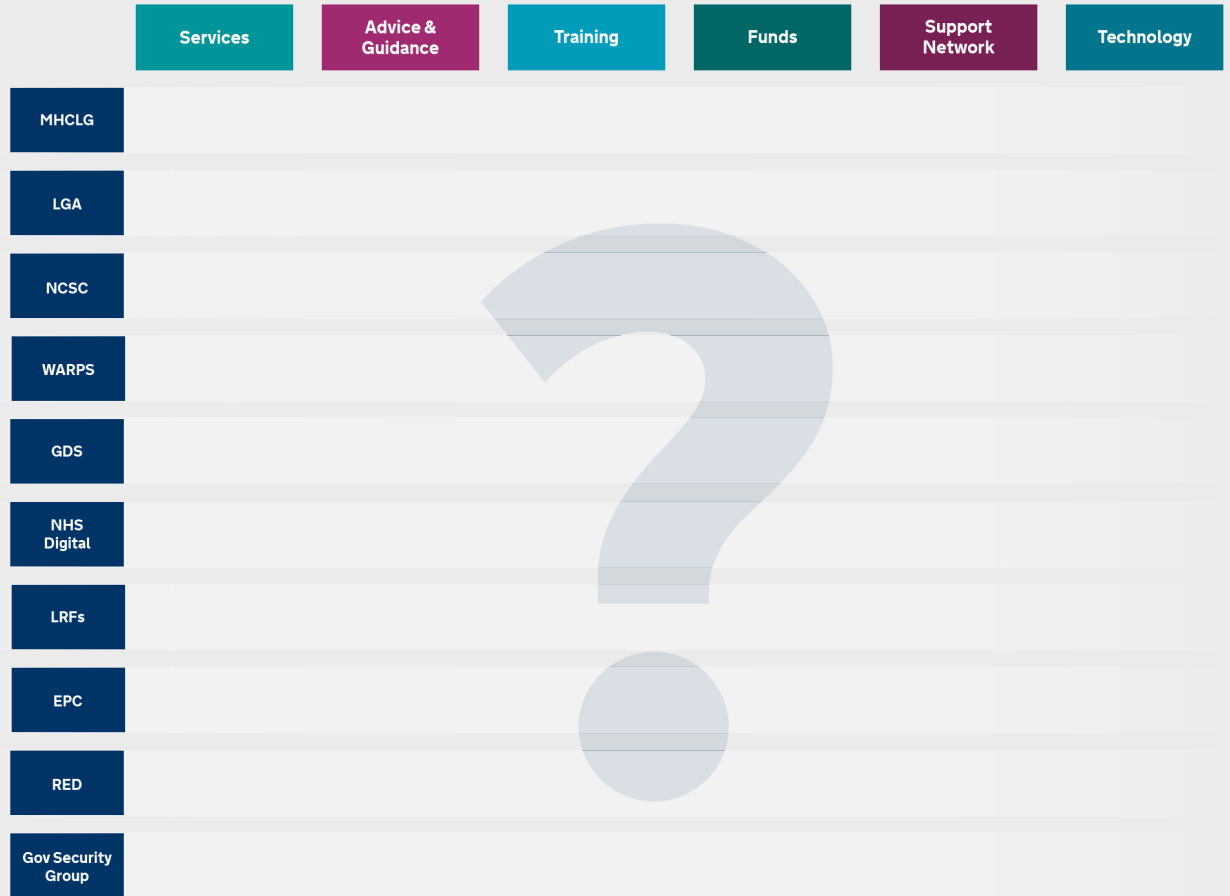 Services
Advice &
Guidance
Training
Funds
Support
Network
Technology
MHCLG
LGA
NCSC
WARPS
GDS
NHS
Digital
LRFs
EPC
RED
Gov Security
Group
?